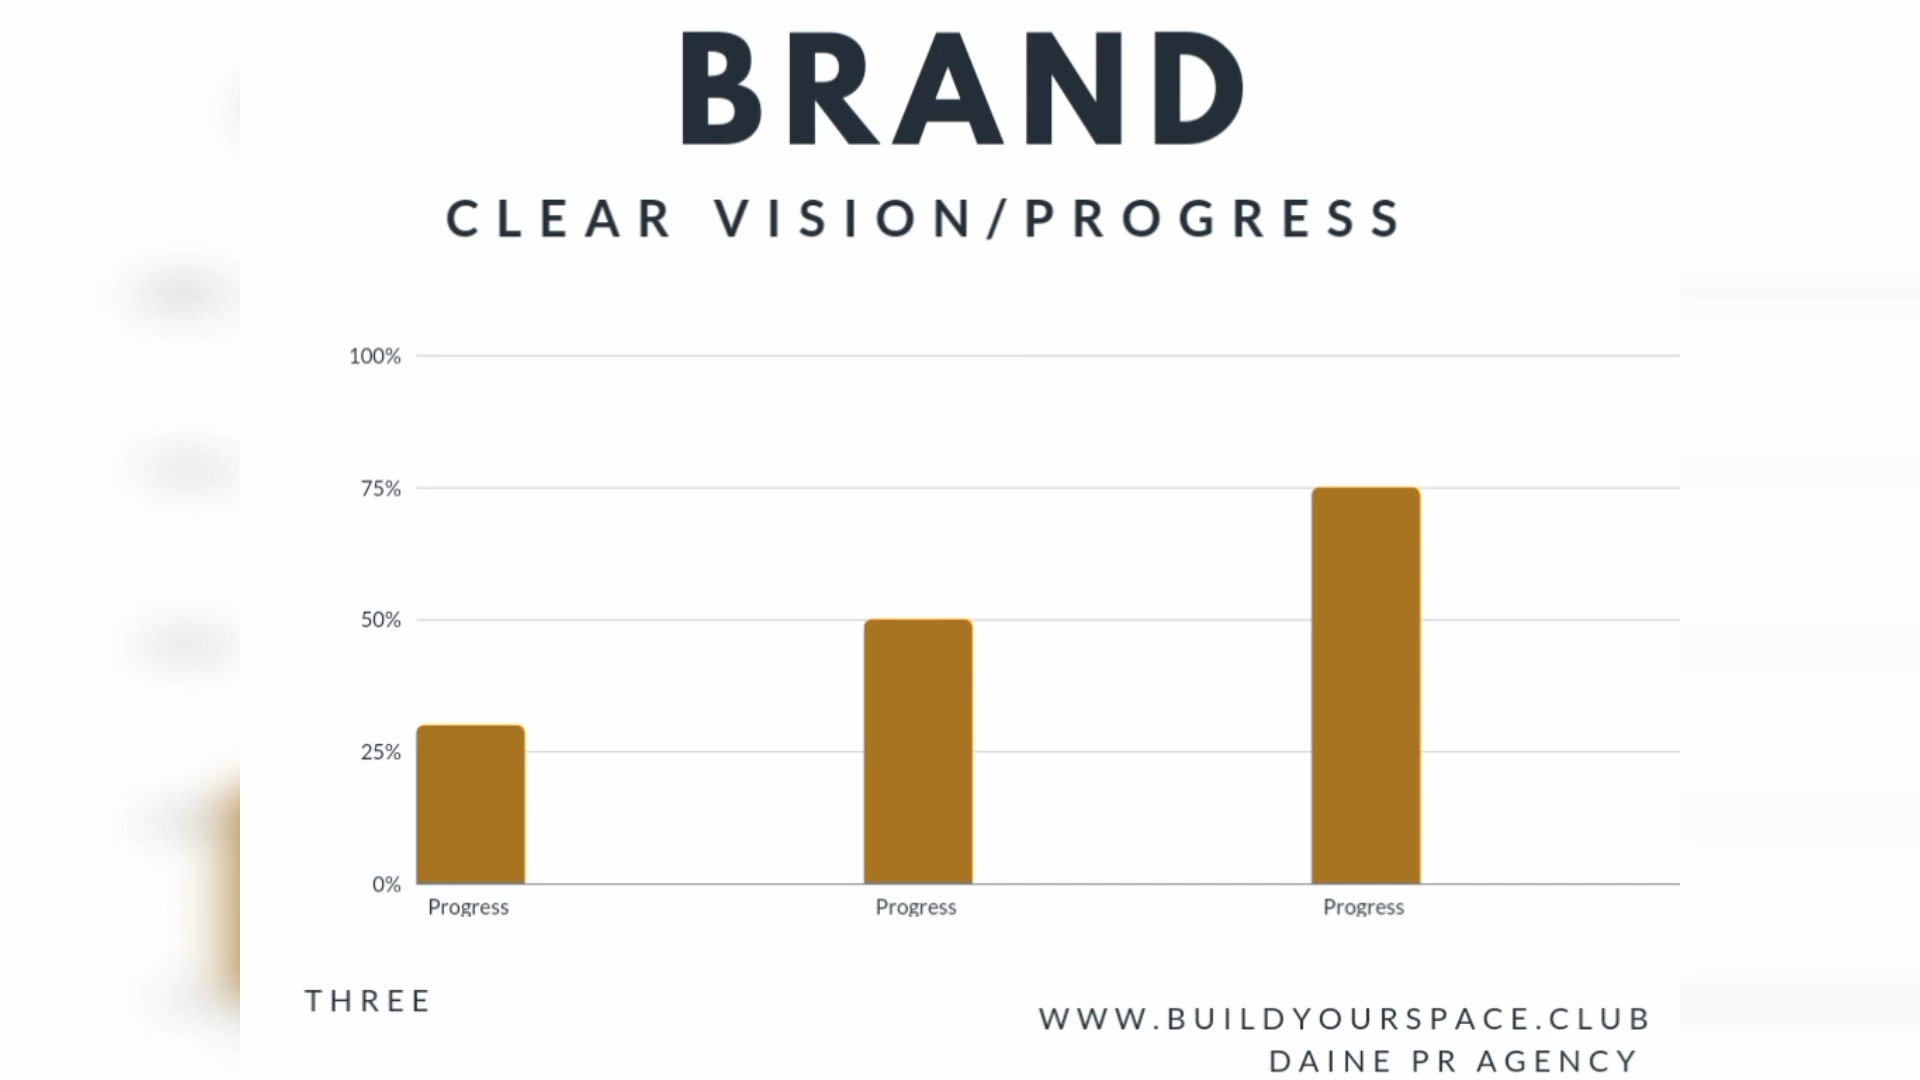 BRAND
CLEAR VISION/PROGRESS
100%
75%
50%
25%
0%
Progress Progress Progress
THREE
WWW.BUILDYOURSPACE.CLUB
DAINE PR AGENCY